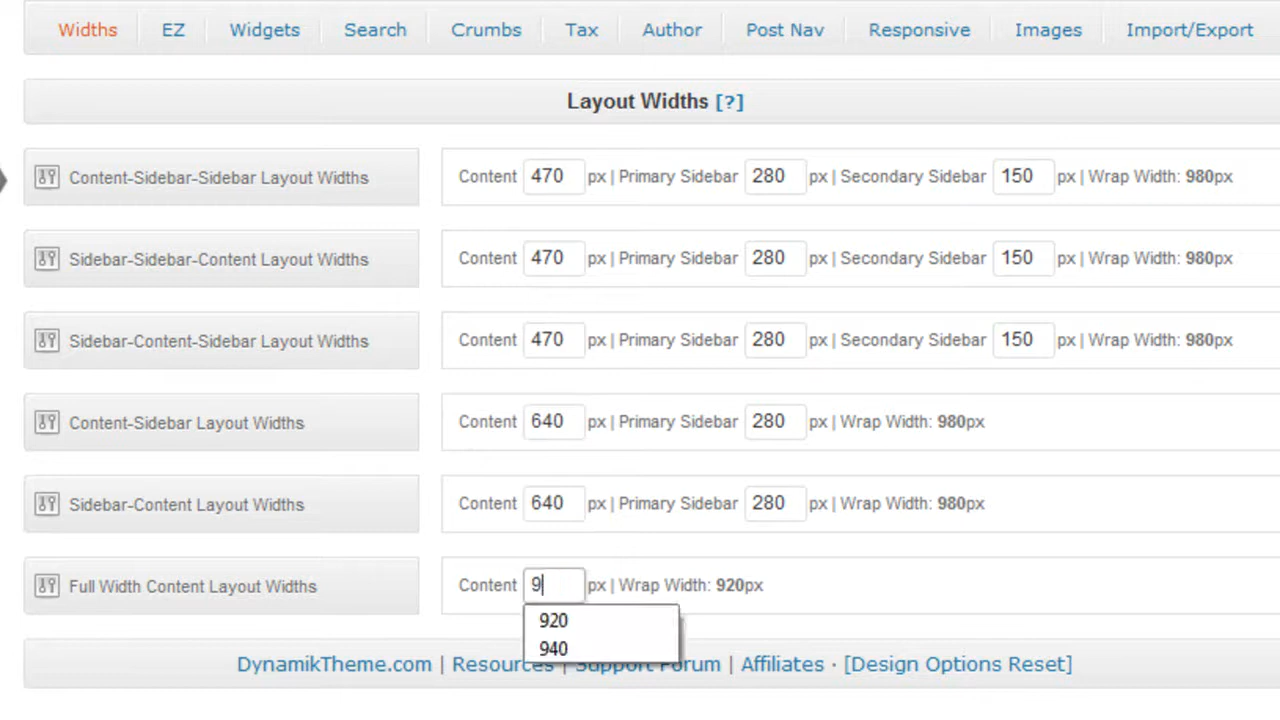 Widths EZ Widgets Search Crumbs Tax Author Post Nav Responsive Images Import/Export
Layout Widths [?]
Content-Sidebar-Sidebar Layout Widths Content 470 px | Primary Sidebar 280 px | Secondary Sidebar 150 px | Wrap Width: 980px
Sidebar-Sidebar-Content Layout Widths Content 470 px | Primary Sidebar 280 px | Secondary Sidebar 150 px | Wrap Width: 980px
Sidebar-Content-Sidebar Layout Widths Content 470 px | Primary Sidebar 280 px | Secondary Sidebar 150 px | Wrap Width: 980px
Content-Sidebar Layout Widths Content 640 px | Primary Sidebar 280 px | Wrap Width: 980px
Sidebar-Content Layout Widths Content 640 px | Primary Sidebar 280 px | Wrap Width: 980px
Full Width Content Layout Widths Content 9 px | Wrap Width: 920px
920
940
DynamikTheme.com | Resources | Support Forum | Affiliates · [Design Options Reset]